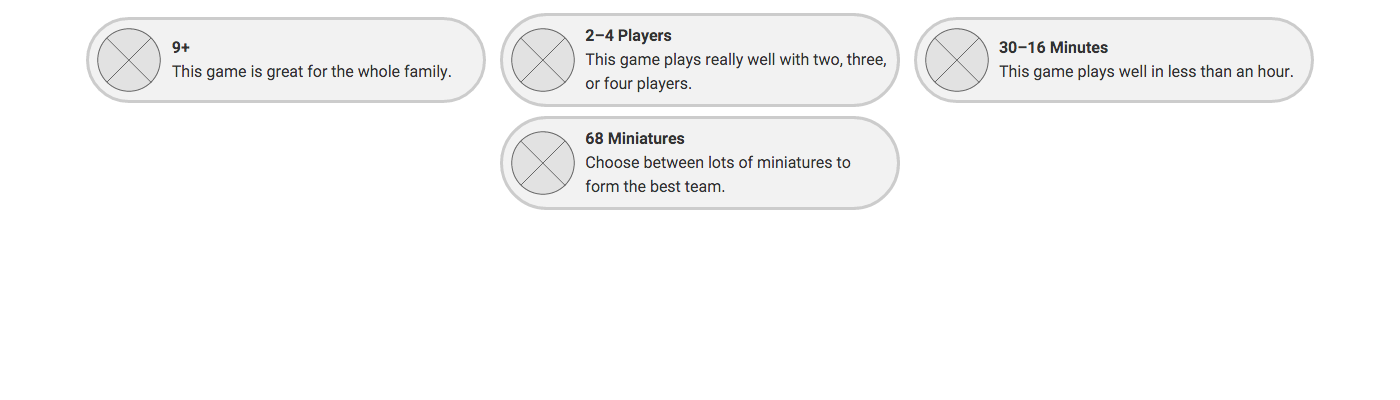 9+
This game is great for the whole family.
2–4 Players
This game plays really well with two, three,
or four players.
30–16 Minutes
This game plays well in less than an hour.
68 Miniatures
Choose between lots of miniatures to
form the best team.